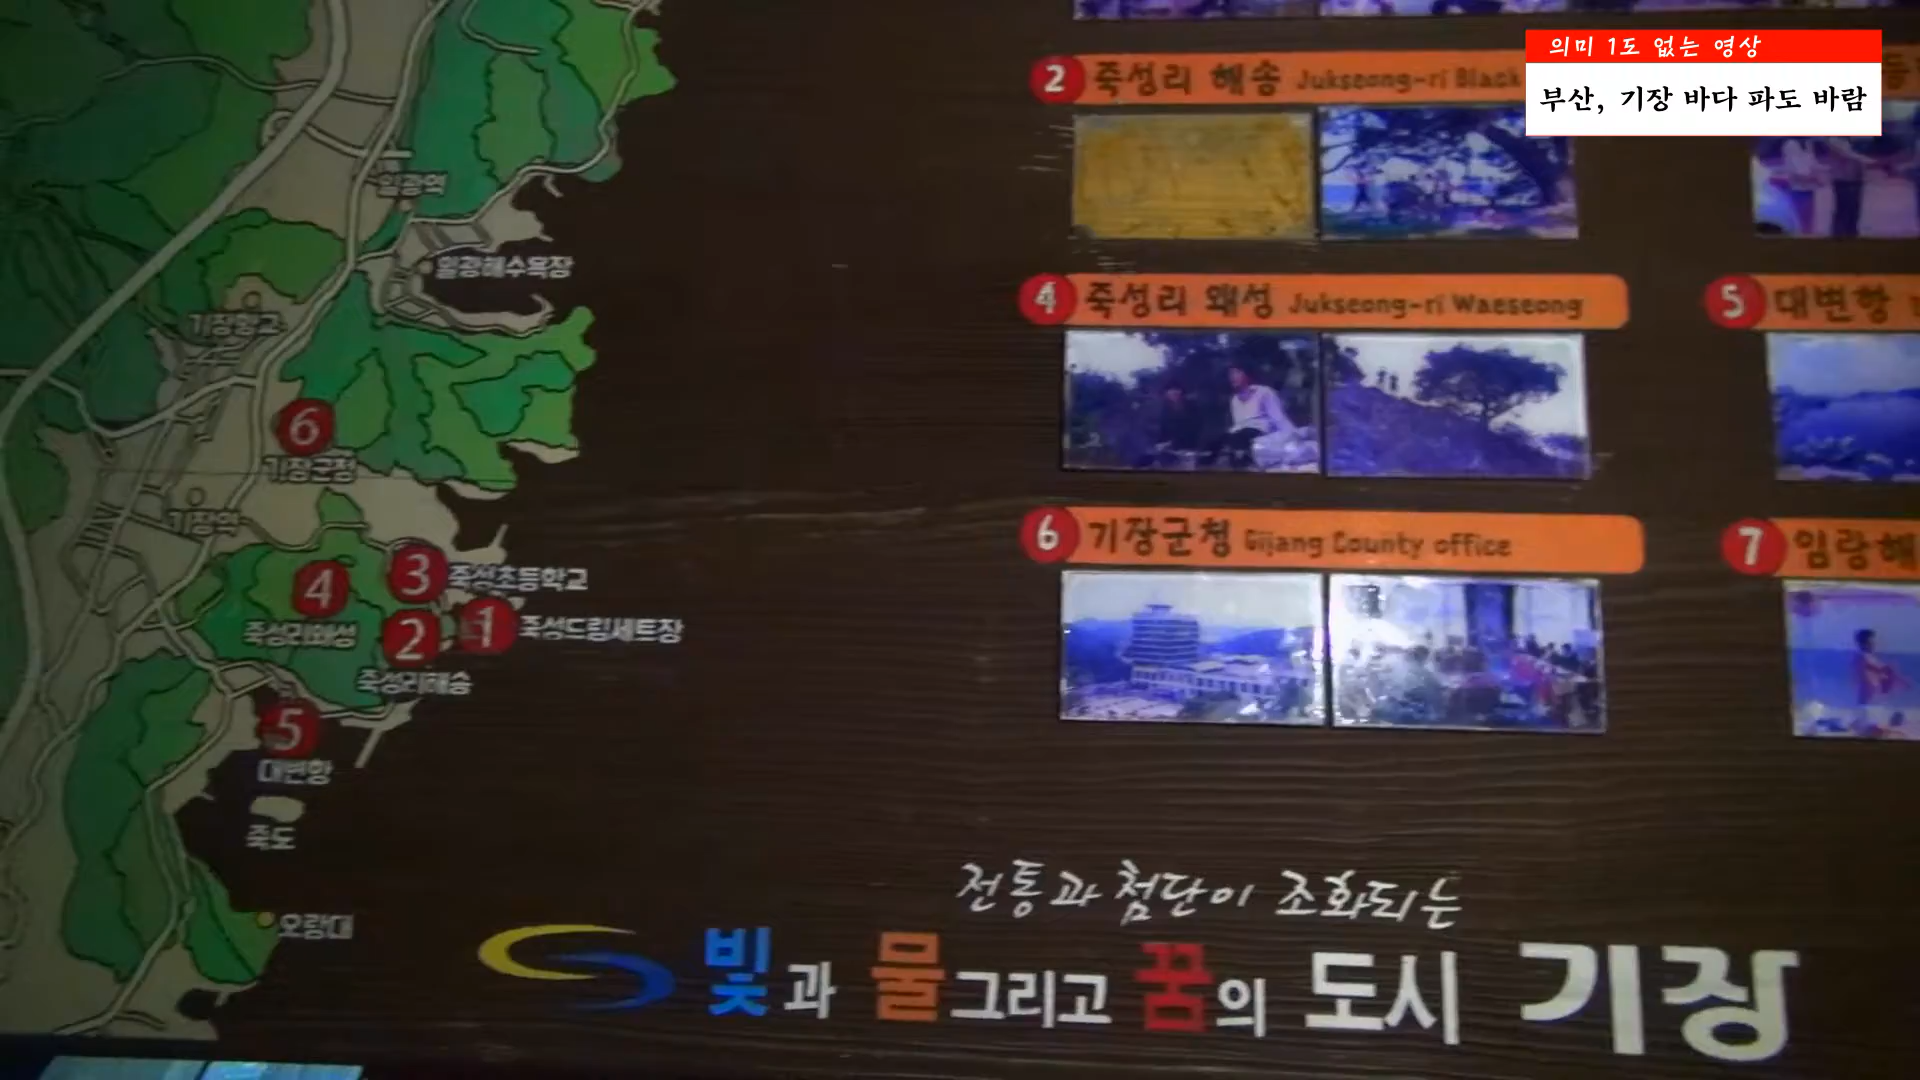 의미 1도 없는 영상
부산, 기장 바다 파도 바람
2 죽성리 해송 Jukseong-ri Black
4 죽성리 왜성 Jukseong-ri Waeseong
5 대변항
6 기장군청 Gijang County office
7 임랑해
일광역
일광해수욕장
기장향교
6
기장군청
기장역
3 죽성초등학교
4
죽성리왜성
2
1 죽성드림세트장
죽성리해송
5
대변항
죽도
오랑대
전통과 첨단이 조화되는
빛과 물그리고 꿈의 도시 기장